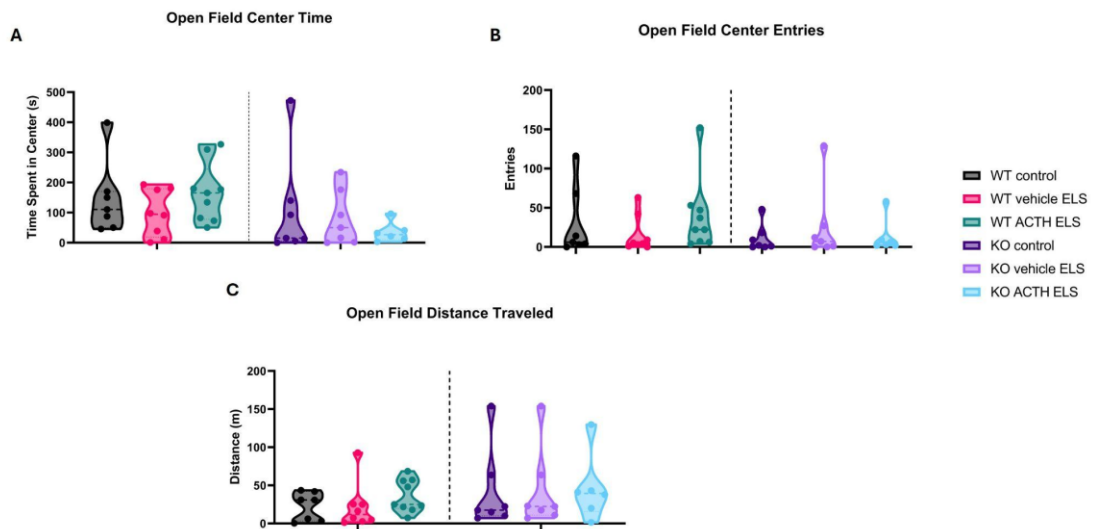 A
Open Field Center Time
Time Spent in Center (s)
500
400
300
200
100
0
B
Open Field Center Entries
Entries
200
150
100
50
0
WT control
WT vehicle ELS
WT ACTH ELS
KO control
KO vehicle ELS
KO ACTH ELS
C
Open Field Distance Traveled
Distance (m)
200
150
100
50
0